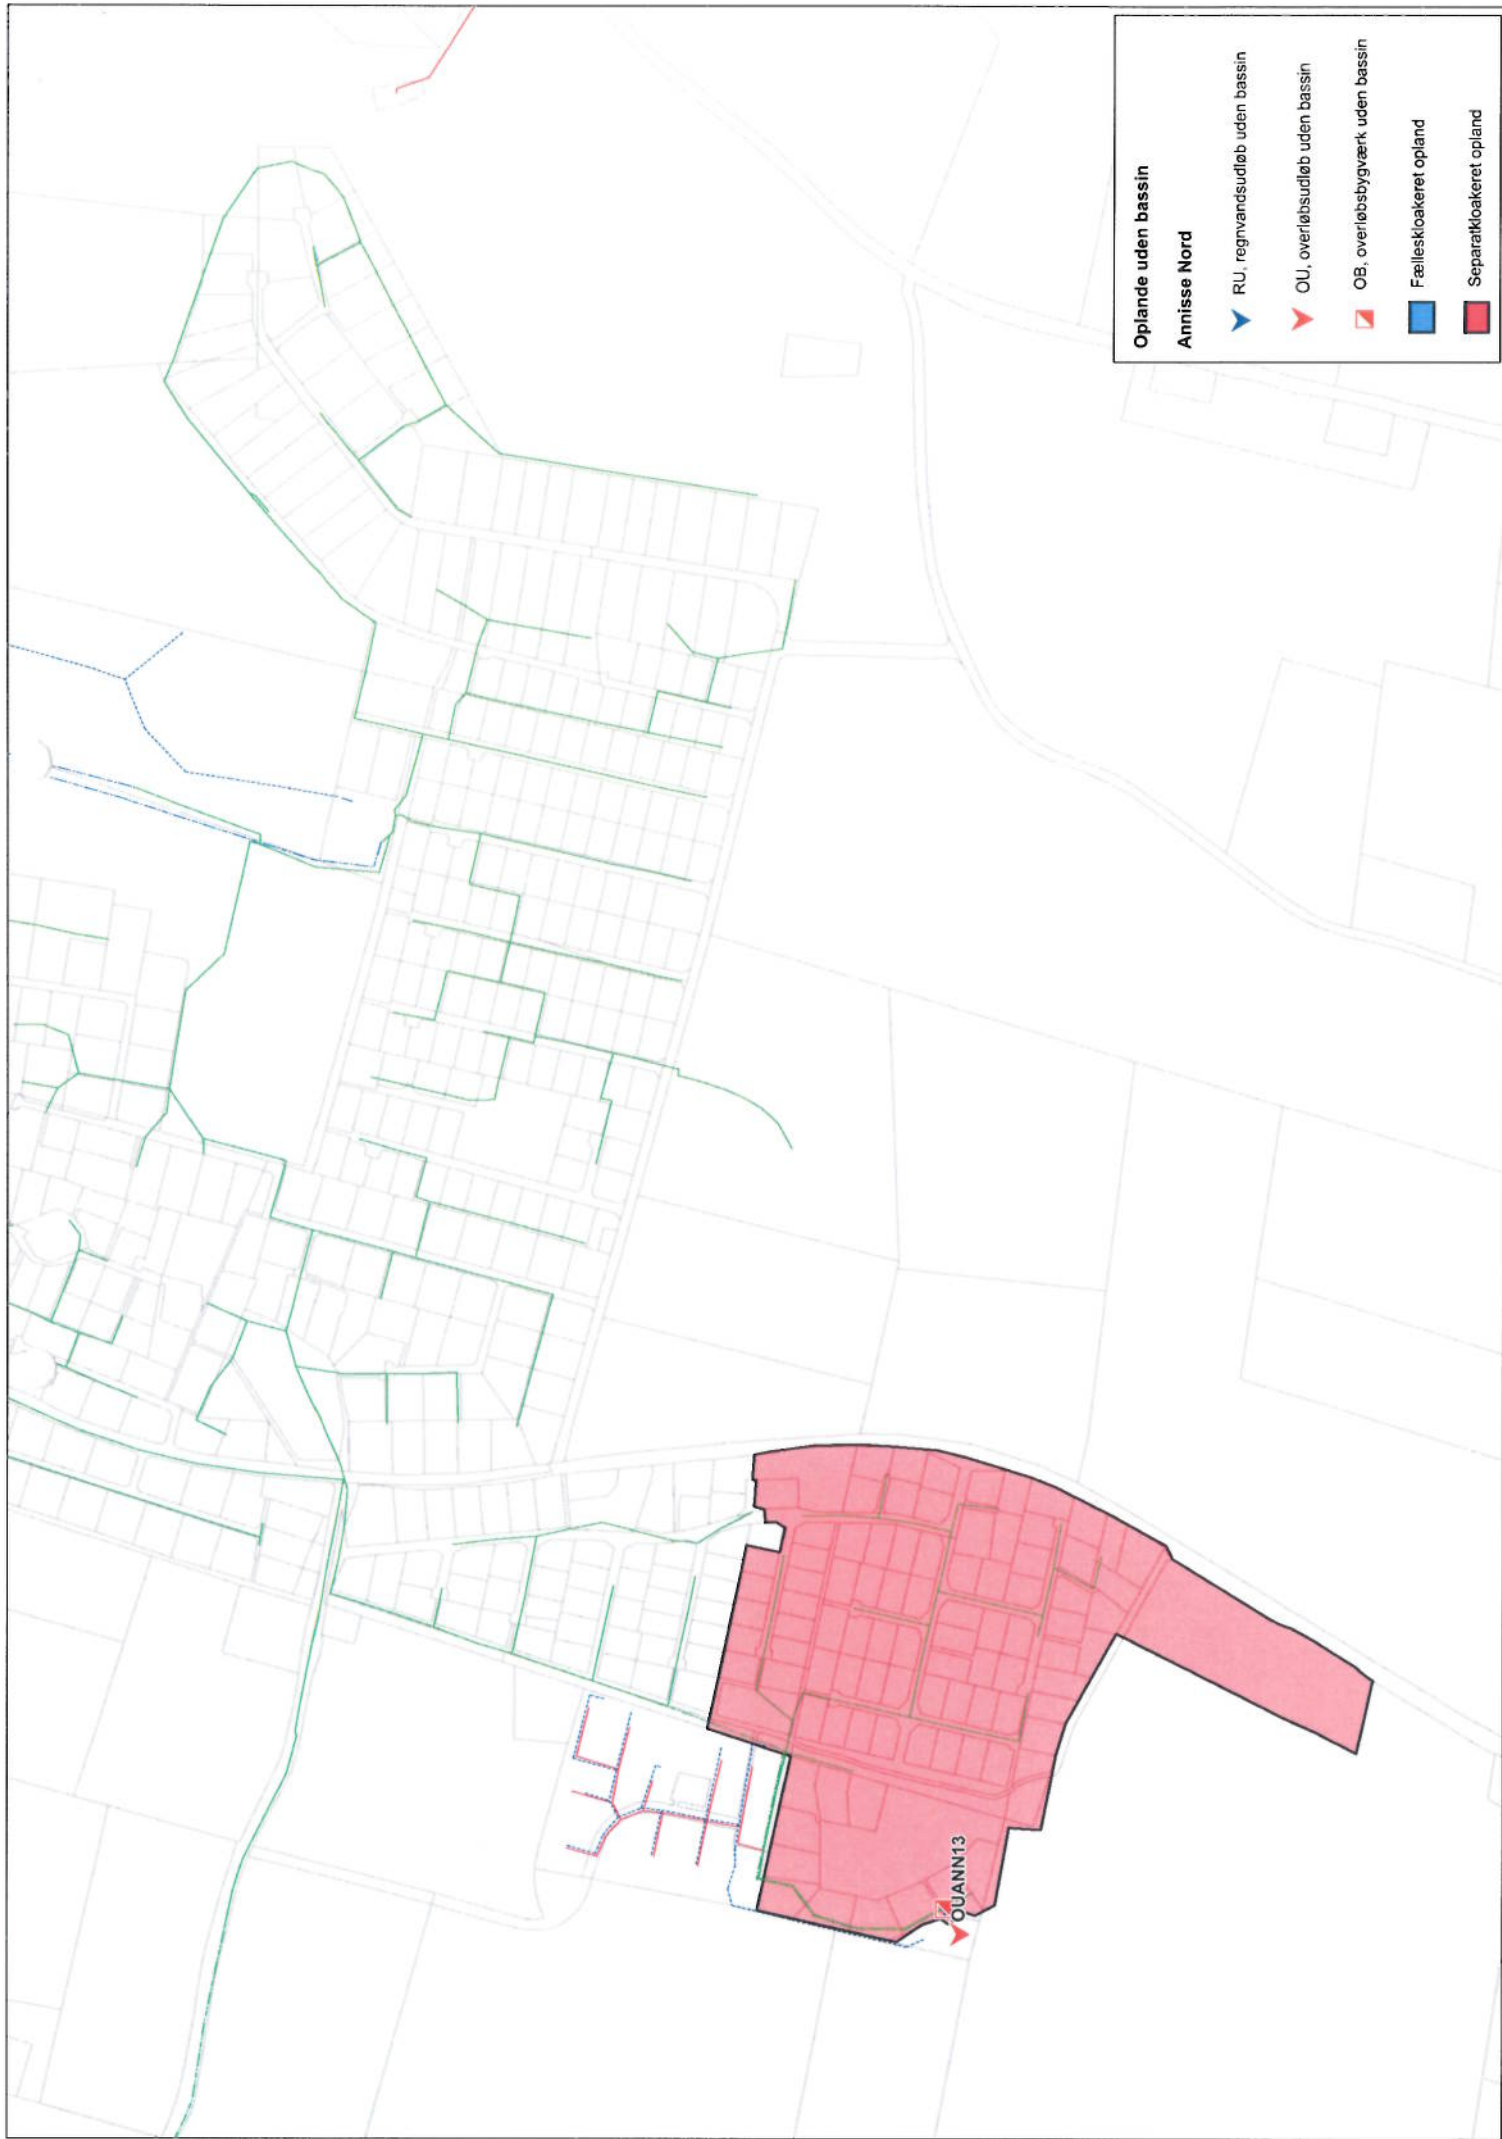 Oplande uden bassin
Annisse Nord
RU, regnvandsudløb uden bassin
OU, overløbsudløb uden bassin
OB, overløbsbygværk uden bassin
Fælleskloakeret opland
Separatkloakeret opland
OUANN13